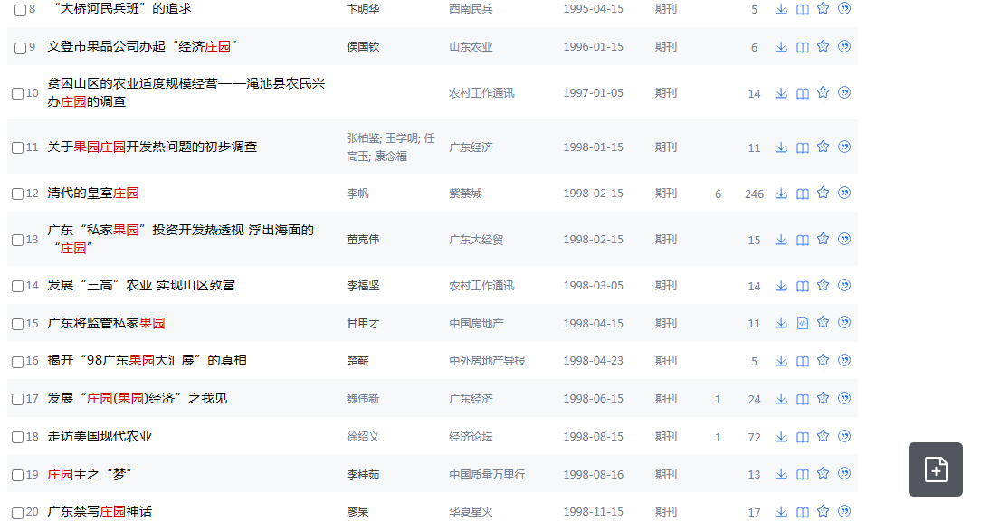 8 “大桥河民兵班”的追求 卞明华 西南民兵 1995-04-15 期刊 5
9 文登市果品公司办起“经济庄园” 侯国钦 山东农业 1996-01-15 期刊 6
10 贫困山区的农业适度规模经营——渑池县农民兴
办庄园的调查 农村工作通讯 1997-01-05 期刊 14
11 关于果园庄园开发热问题的初步调查 张柏鉴; 王学明; 任
高玉; 康念福 广东经济 1998-01-15 期刊 11
12 清代的皇室庄园 李帆 紫禁城 1998-02-15 期刊 6 246
13 广东“私家果园”投资开发热透视 浮出海面的
“庄园” 董克伟 广东大经贸 1998-02-15 期刊 15
14 发展“三高”农业 实现山区致富 李福坚 农村工作通讯 1998-03-05 期刊 14
15 广东将监管私家果园 甘甲才 中国房地产 1998-04-15 期刊 11
16 揭开“98广东果园大汇展”的真相 楚蕲 中外房地产导报 1998-04-23 期刊 5
17 发展“庄园(果园)经济”之我见 魏伟新 广东经济 1998-06-15 期刊 1 24
18 走访美国现代农业 徐绍义 经济论坛 1998-08-15 期刊 1 72
19 庄园主之“梦” 李桂茹 中国质量万里行 1998-08-16 期刊 13
20 广东禁写庄园神话 廖杲 华夏星火 1998-11-15 期刊 17